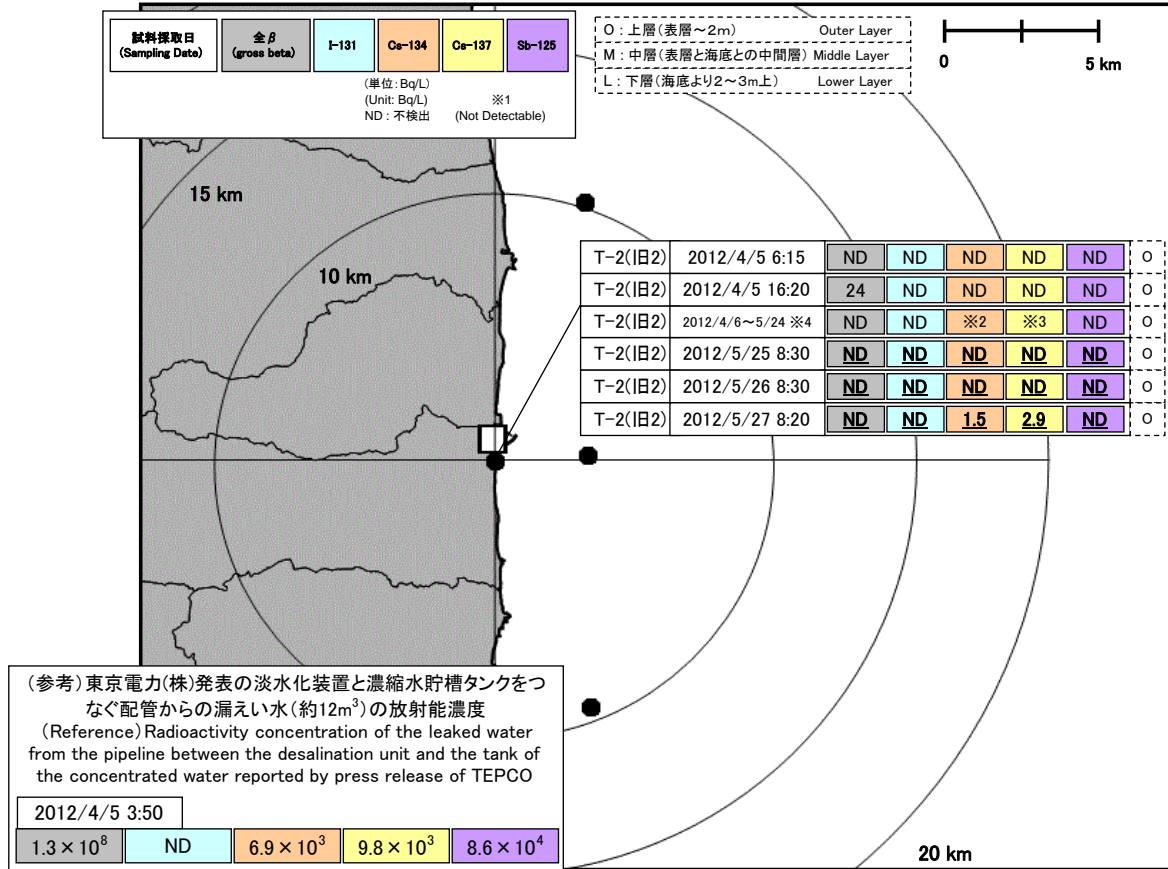 試料採取日 全β I-131 Cs-134 Cs-137 Sb-125
(Sampling Date) (gross beta)
(単位:Bq/L)
(Unit: Bq/L) ※1
ND : 不検出 (Not Detectable)
O : 上層(表層~2m) Outer Layer
M : 中層(表層と海底との中間層) Middle Layer
L : 下層(海底より2~3m上) Lower Layer
0 5 km
15 km
10 km
T-2(旧2) 2012/4/5 6:15 ND ND ND ND ND O
T-2(旧2) 2012/4/5 16:20 24 ND ND ND ND O
T-2(旧2) 2012/4/6~5/24 ※4 ND ND ※2 ※3 ND O
T-2(旧2) 2012/5/25 8:30 ND ND ND ND ND O
T-2(旧2) 2012/5/26 8:30 ND ND ND ND ND O
T-2(旧2) 2012/5/27 8:20 ND ND 1.5 2.9 ND O
(参考)東京電力(株)発表の淡水化装置と濃縮水貯槽タンクをつ
なぐ配管からの漏えい水(約12m³)の放射能濃度
(Reference)Radioactivity concentration of the leaked water
from the pipeline between the desalination unit and the tank of
the concentrated water reported by press release of TEPCO
2012/4/5 3:50
1.3×10⁸ ND 6.9×10³ 9.8×10³ 8.6×10⁴
20 km